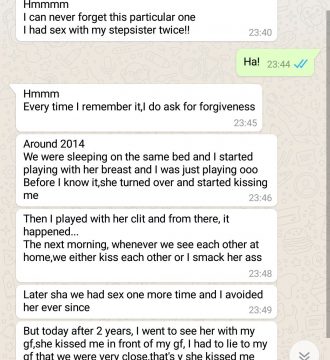 Hmmmm
I can never forget this particular one
I had sex with my stepsister twice!!
23:40
Ha!
23:44
Hmmm
Every time I remember it,I do ask for forgiveness
23:45
Around 2014
We were sleeping on the same bed and I started
playing with her breast and I was just playing ooo
Before I know it,she turned over and started kissing
me
23:46
Then I played with her clit and from there, it
happened...
The next morning, whenever we see each other at
home,we either kiss each other or I smack her ass
23:48
Later sha we had sex one more time and I avoided
her ever since
23:49
But today after 2 years, I went to see her with my
gf,she kissed me in front of my gf, I had to lie to my
gf that we were very close,that's y she kissed me